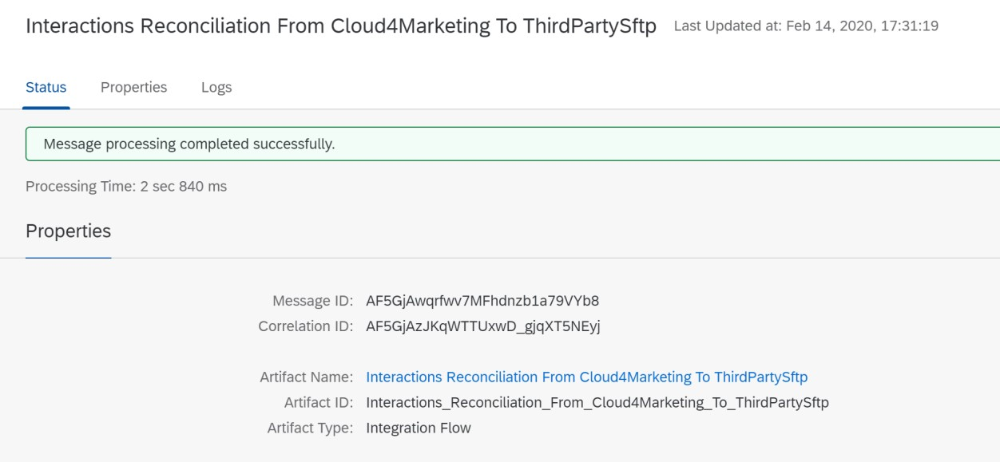 Interactions Reconciliation From Cloud4Marketing To ThirdPartySftp Last Updated at: Feb 14, 2020, 17:31:19
Status Properties Logs
Message processing completed successfully.
Processing Time: 2 sec 840 ms
Properties
Message ID: AF5GjAwqrfwv7MFhdnzb1a79VYb8
Correlation ID: AF5GjAzJKqWTTUxwD_gjqXT5NEyj
Artifact Name: Interactions Reconciliation From Cloud4Marketing To ThirdPartySftp
Artifact ID: Interactions_Reconciliation_From_Cloud4Marketing_To_ThirdPartySftp
Artifact Type: Integration Flow